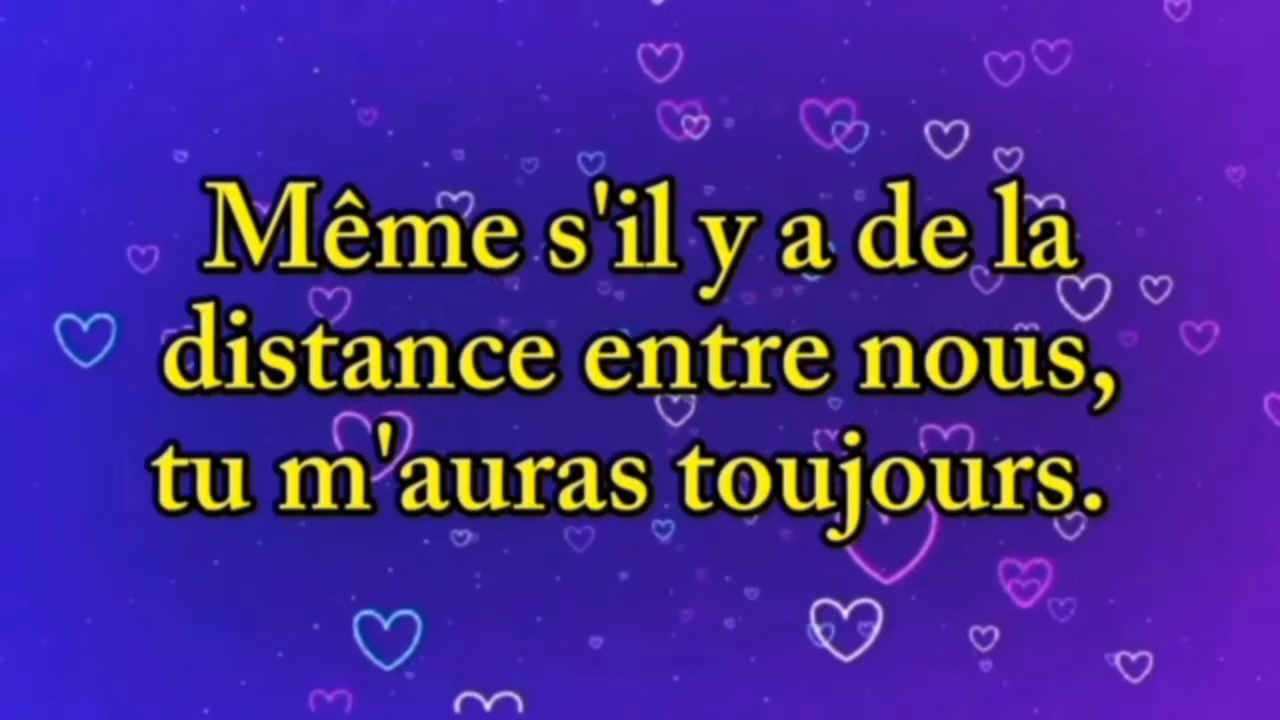 Même s'il y a de la
distance entre nous,
tu m'auras toujours.